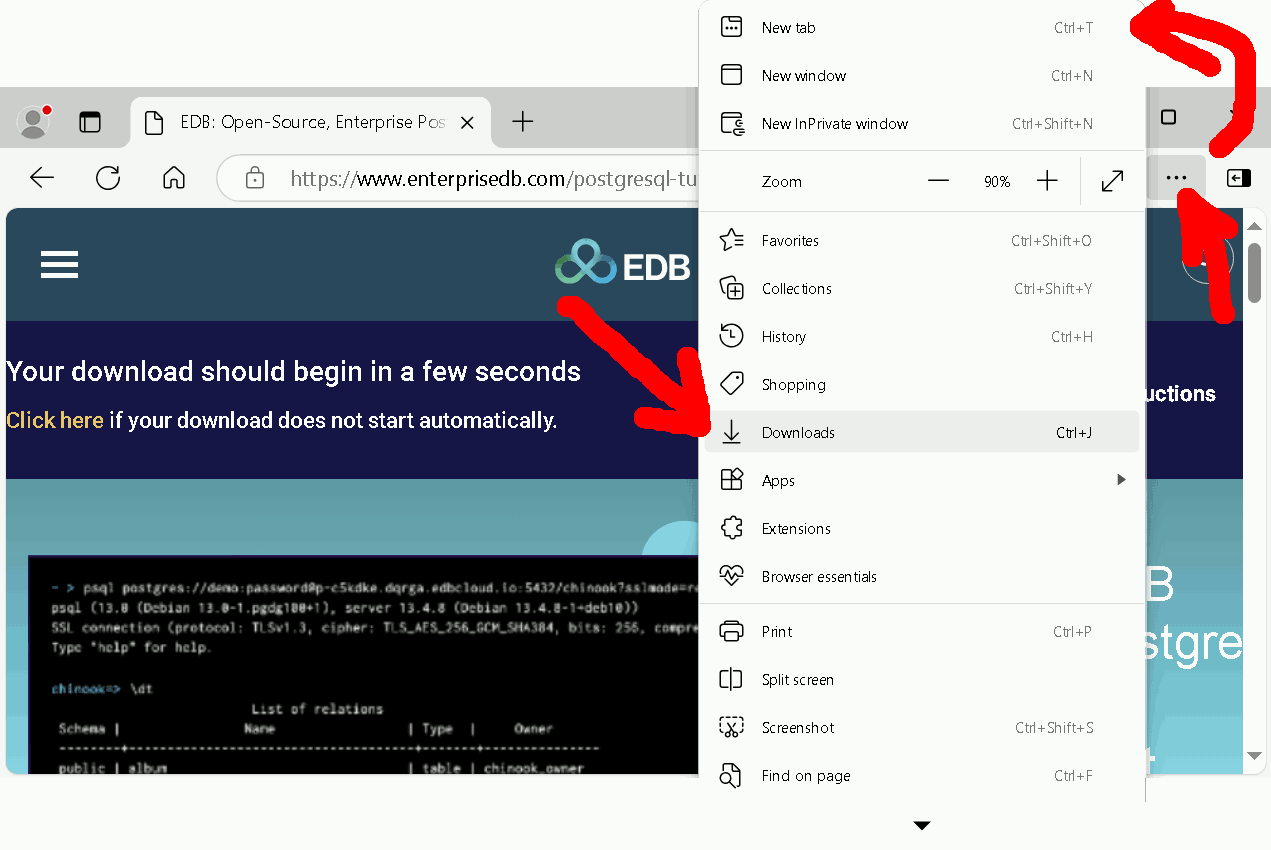 New tab Ctrl+T
New window Ctrl+N
New InPrivate window Ctrl+Shift+N
EDB: Open-Source, Enterprise Pos
Zoom 90%
https://www.enterprisedb.com/postgresql-tu
Favorites Ctrl+Shift+O
EDB
Collections Ctrl+Shift+Y
History Ctrl+H
Your download should begin in a few seconds
Shopping
uctions
Click here if your download does not start automatically.
Downloads Ctrl+J
Apps
Extensions
Browser essentials
B
~ > psql postgres://demo:password@p-c5kdke.dqrga.edbcloud.io:5432/chinook?sslmode=re
psql (13.0 (Debian 13.0-1.pgdg100+1), server 13.4.8 (Debian 13.4.8-1+deb10))
SSL connection (protocol: TLSv1.3, cipher: TLS_AES_256_GCM_SHA384, bits: 256, compre
Type "help" for help.
Print Ctrl+P
stgre
Split screen
chinook=> \dt
List of relations
Schema | Name | Type | Owner
--------+---------------------------------+-------+---------------
public | album | table | chinook_owner
Screenshot Ctrl+Shift+S
Find on page Ctrl+F